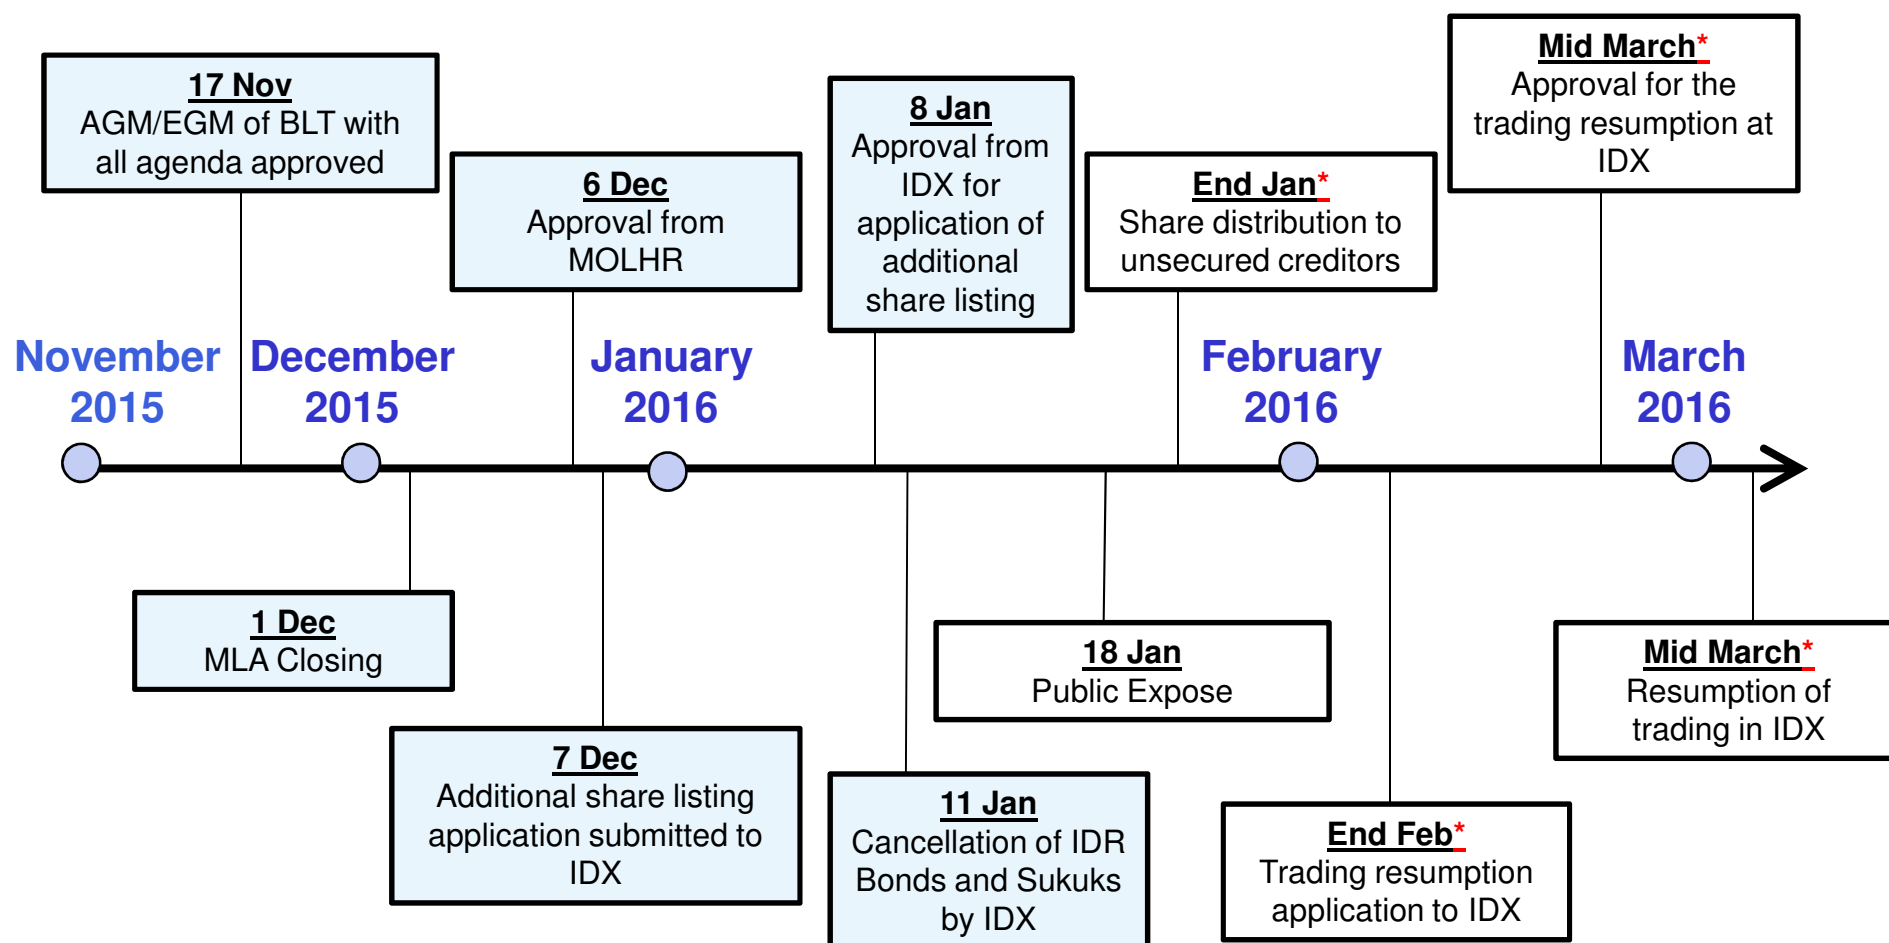 17 Nov
AGM/EGM of BLT with
all agenda approved
6 Dec
Approval from
MOLHR
8 Jan
Approval from
IDX for
application of
additional
share listing
End Jan*
Share distribution to
unsecured creditors
Mid March*
Approval for the
trading resumption at
IDX
November
2015
December
2015
January
2016
February
2016
March
2016
1 Dec
MLA Closing
7 Dec
Additional share listing
application submitted to
IDX
11 Jan
Cancellation of IDR
Bonds and Sukuks
by IDX
18 Jan
Public Expose
End Feb*
Trading resumption
application to IDX
Mid March*
Resumption of
trading in IDX